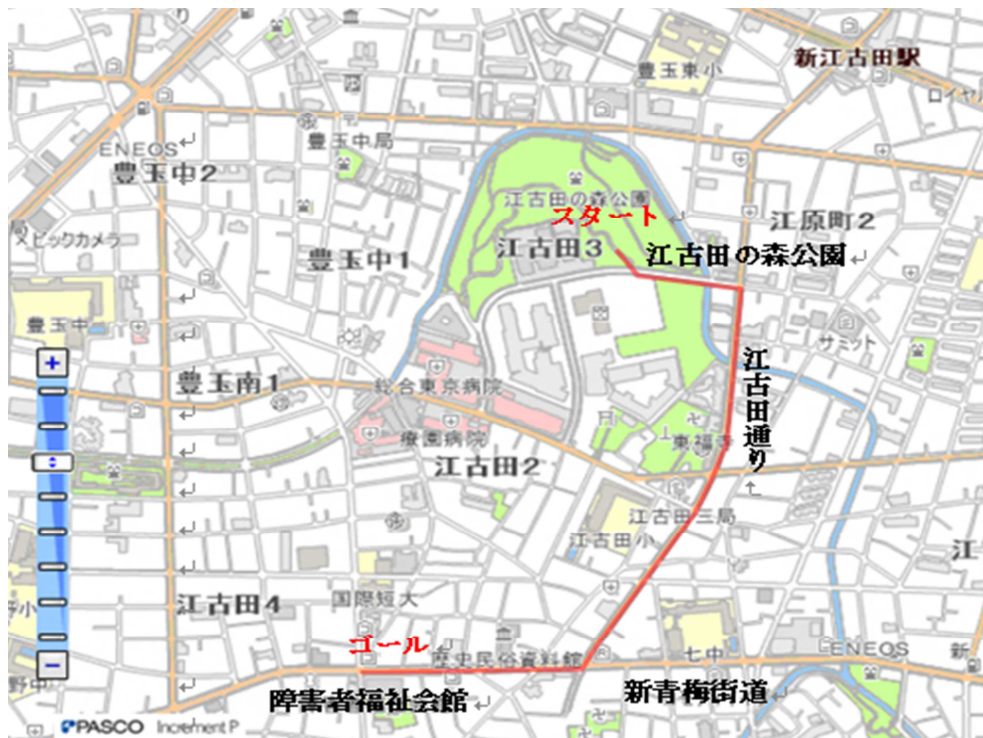 新江古田駅
豊玉東小
ロイヤル
ENEOS
豊玉中局
豊玉中2
江古田の森公園
スタート
江原町2
ビックカメラ
豊玉中1
江古田3
江古田の森公園
豊玉中
サミット
江古田通り
豊玉南1
総合東京病院
療園病院
東福寺
江古田2
江古田三局
江古田小
江古田4
国際短大
ゴール
歴史民俗資料館
七中
ENEOS
新
障害者福祉会館
新青梅街道
野中
PASCO Increment P